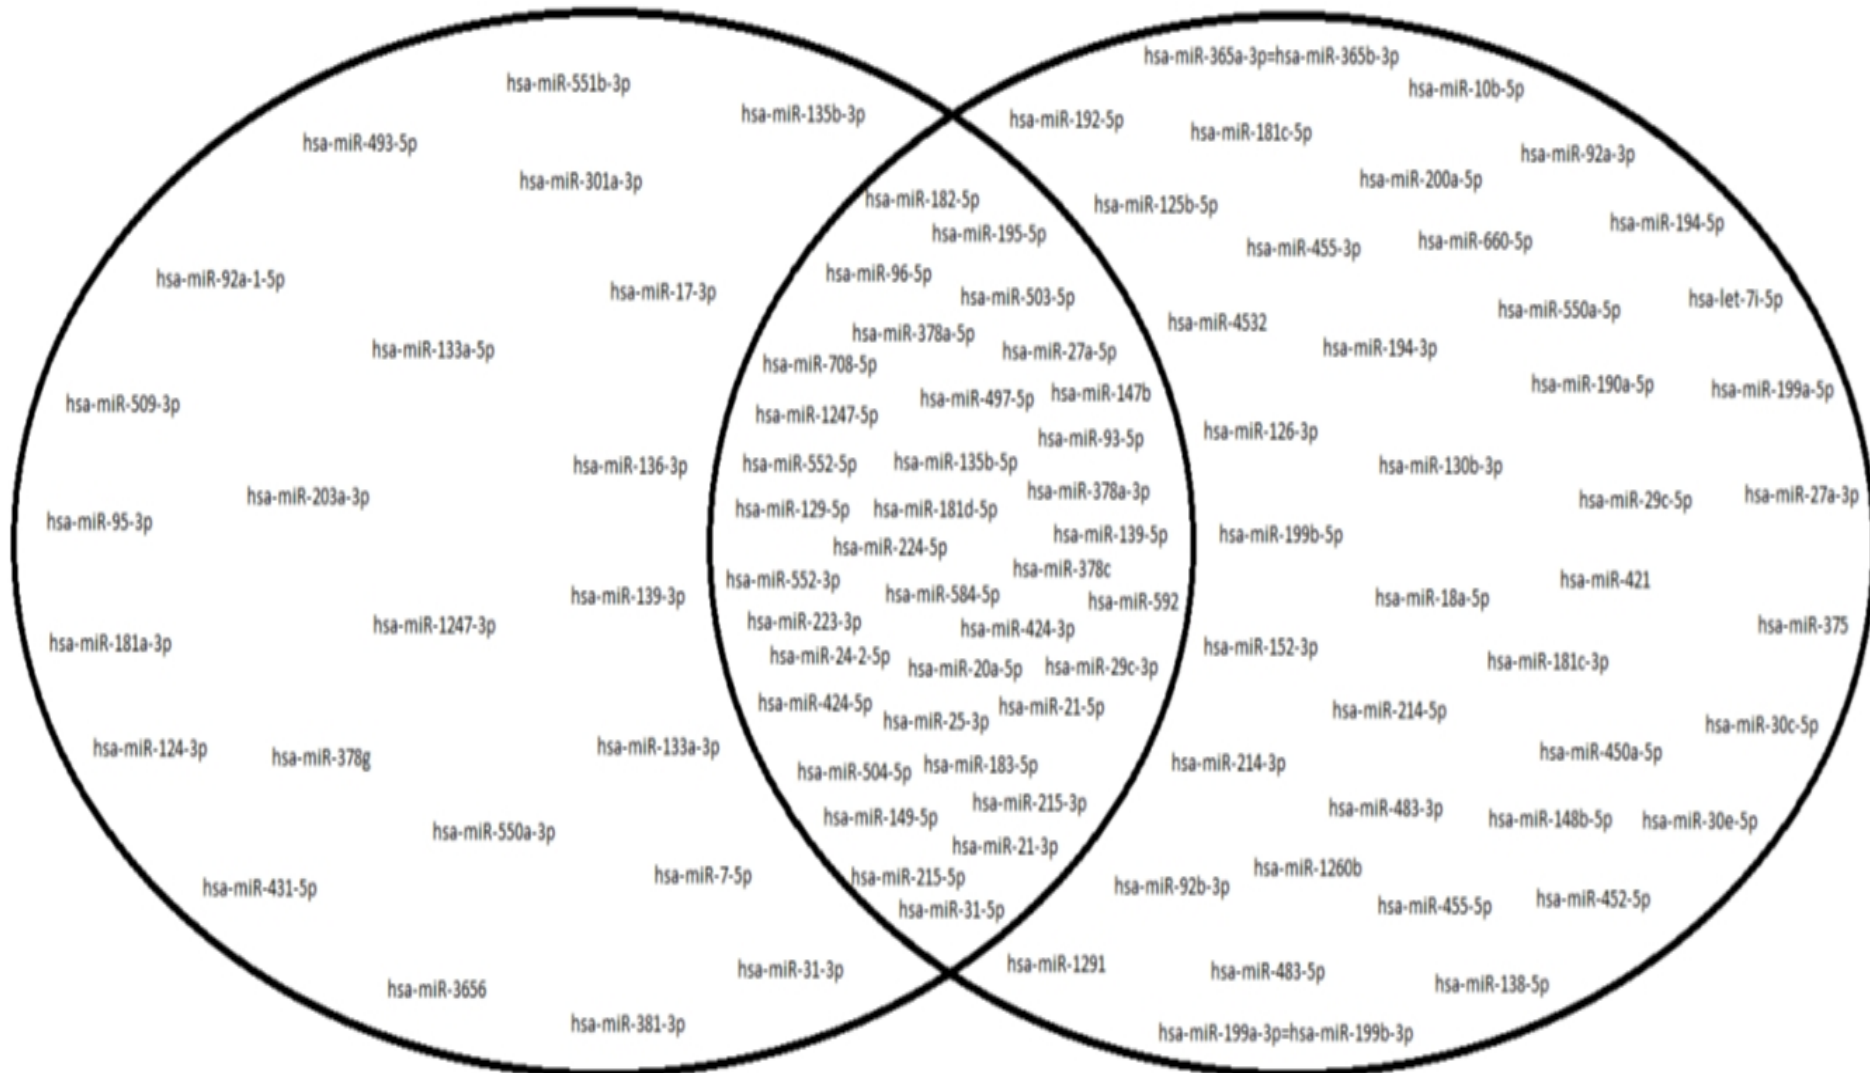 hsa-miR-551b-3p
hsa-miR-135b-3p
hsa-miR-493-5p
hsa-miR-301a-3p
hsa-miR-92a-1-5p
hsa-miR-17-3p
hsa-miR-133a-5p
hsa-miR-509-3p
hsa-miR-136-3p
hsa-miR-203a-3p
hsa-miR-95-3p
hsa-miR-139-3p
hsa-miR-1247-3p
hsa-miR-181a-3p
hsa-miR-124-3p
hsa-miR-378g
hsa-miR-133a-3p
hsa-miR-550a-3p
hsa-miR-431-5p
hsa-miR-7-5p
hsa-miR-31-3p
hsa-miR-3656
hsa-miR-381-3p
hsa-miR-182-5p
hsa-miR-195-5p
hsa-miR-96-5p
hsa-miR-503-5p
hsa-miR-378a-5p
hsa-miR-27a-5p
hsa-miR-708-5p
hsa-miR-497-5p
hsa-miR-147b
hsa-miR-1247-5p
hsa-miR-93-5p
hsa-miR-552-5p
hsa-miR-135b-5p
hsa-miR-378a-3p
hsa-miR-129-5p
hsa-miR-181d-5p
hsa-miR-139-5p
hsa-miR-224-5p
hsa-miR-378c
hsa-miR-552-3p
hsa-miR-584-5p
hsa-miR-592
hsa-miR-223-3p
hsa-miR-424-3p
hsa-miR-24-2-5p
hsa-miR-20a-5p
hsa-miR-29c-3p
hsa-miR-424-5p
hsa-miR-25-3p
hsa-miR-21-5p
hsa-miR-504-5p
hsa-miR-183-5p
hsa-miR-215-3p
hsa-miR-149-5p
hsa-miR-21-3p
hsa-miR-215-5p
hsa-miR-31-5p
hsa-miR-365a-3p=hsa-miR-365b-3p
hsa-miR-10b-5p
hsa-miR-192-5p
hsa-miR-181c-5p
hsa-miR-92a-3p
hsa-miR-200a-5p
hsa-miR-125b-5p
hsa-miR-194-5p
hsa-miR-455-3p
hsa-miR-660-5p
hsa-let-7i-5p
hsa-miR-550a-5p
hsa-miR-4532
hsa-miR-194-3p
hsa-miR-190a-5p
hsa-miR-199a-5p
hsa-miR-126-3p
hsa-miR-130b-3p
hsa-miR-29c-5p
hsa-miR-27a-3p
hsa-miR-199b-5p
hsa-miR-421
hsa-miR-18a-5p
hsa-miR-375
hsa-miR-152-3p
hsa-miR-181c-3p
hsa-miR-214-5p
hsa-miR-30c-5p
hsa-miR-450a-5p
hsa-miR-214-3p
hsa-miR-483-3p
hsa-miR-148b-5p
hsa-miR-30e-5p
hsa-miR-1260b
hsa-miR-92b-3p
hsa-miR-455-5p
hsa-miR-452-5p
hsa-miR-1291
hsa-miR-483-5p
hsa-miR-138-5p
hsa-miR-199a-3p=hsa-miR-199b-3p